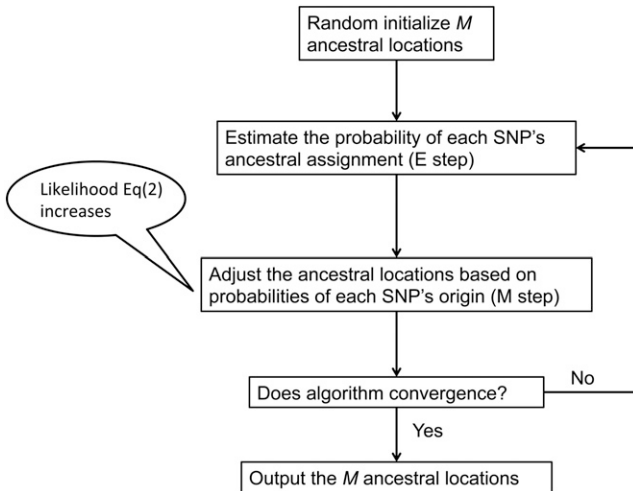 Random initialize M
ancestral locations
Estimate the probability of each SNP's
ancestral assignment (E step)
Likelihood Eq(2)
increases
Adjust the ancestral locations based on
probabilities of each SNP's origin (M step)
Does algorithm convergence?
No
Yes
Output the M ancestral locations